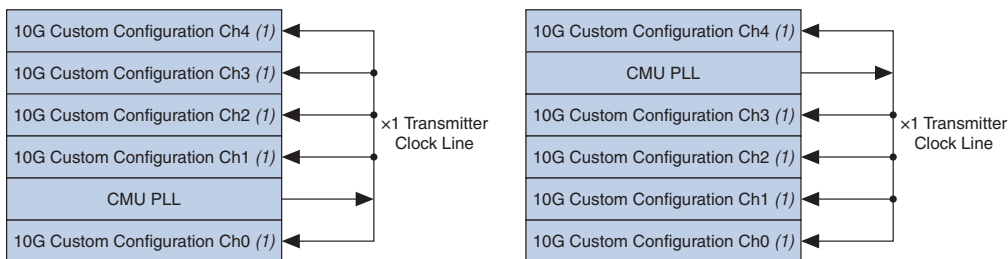 10G Custom Configuration Ch4 (1)
10G Custom Configuration Ch3 (1)
10G Custom Configuration Ch2 (1)
10G Custom Configuration Ch1 (1)
CMU PLL
10G Custom Configuration Ch0 (1)
×1 Transmitter
Clock Line
10G Custom Configuration Ch4 (1)
CMU PLL
10G Custom Configuration Ch3 (1)
10G Custom Configuration Ch2 (1)
10G Custom Configuration Ch1 (1)
10G Custom Configuration Ch0 (1)
×1 Transmitter
Clock Line